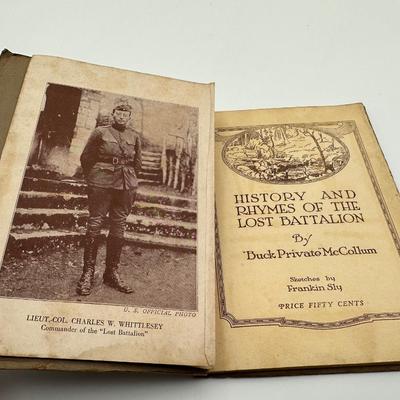 U. S. OFFICIAL PHOTO
LIEUT.-COL. CHARLES W. WHITTLESEY
Commander of the "Lost Battalion"
HISTORY AND
RHYMES OF THE
LOST BATTALION
By
"Buck Private" McCollum
Sketches by
Franklin Sly
PRICE FIFTY CENTS